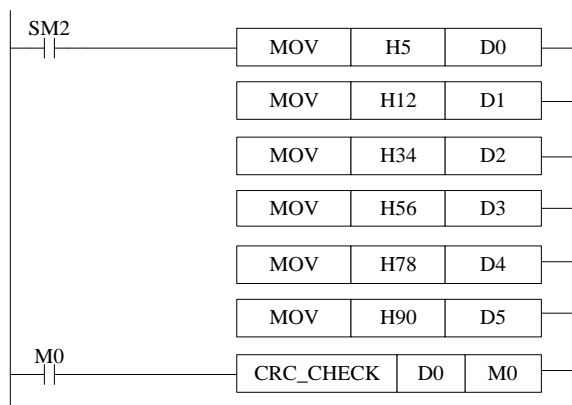 SM2
MOV H5 D0
MOV H12 D1
MOV H34 D2
MOV H56 D3
MOV H78 D4
MOV H90 D5
M0
CRC_CHECK D0 M0